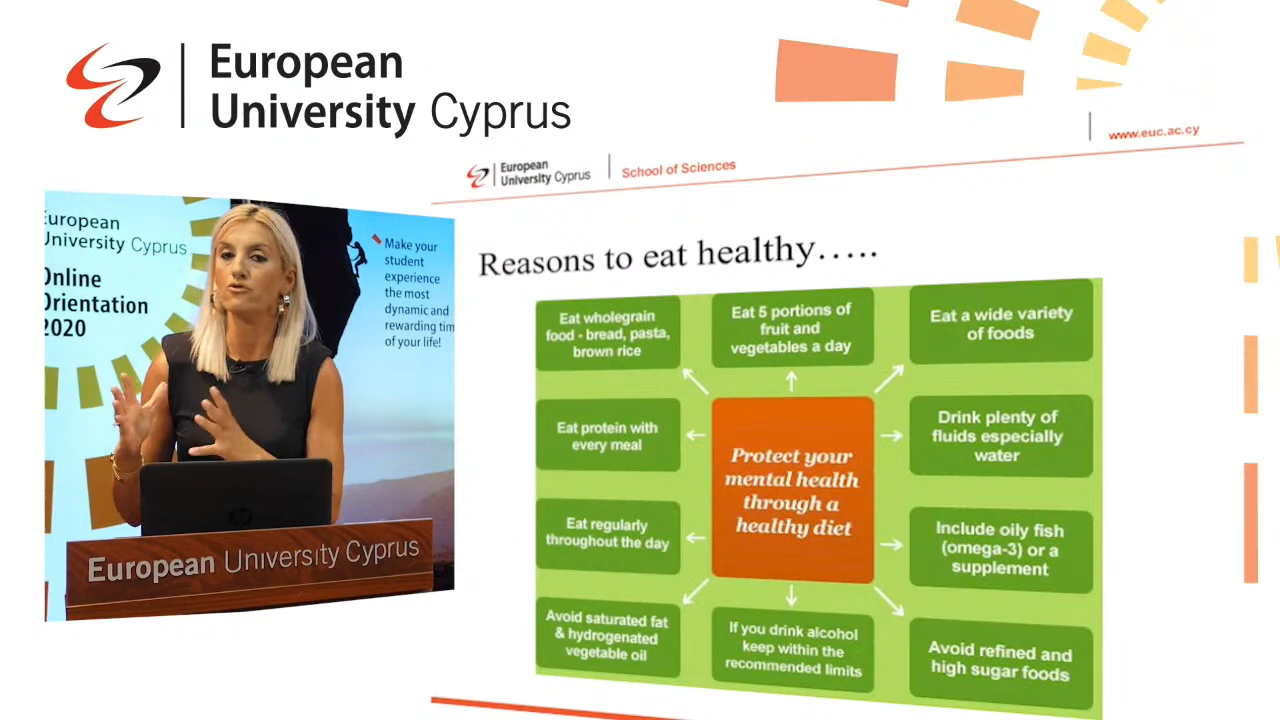 European
University Cyprus
www.euc.ac.cy
European
University Cyprus
School of Sciences
European
University Cyprus
Online
Orientation
2020
Make your
student
experience
the most
dynamic and
rewarding tim
of your life!
European University Cyprus
Reasons to eat healthy…..
Eat wholegrain
food - bread, pasta,
brown rice
Eat 5 portions of
fruit and
vegetables a day
Eat a wide variety
of foods
Eat protein with
every meal
Protect your
mental health
through a
healthy diet
Drink plenty of
fluids especially
water
Eat regularly
throughout the day
Include oily fish
(omega-3) or a
supplement
Avoid saturated fat
& hydrogenated
vegetable oil
If you drink alcohol
keep within the
recommended limits
Avoid refined and
high sugar foods